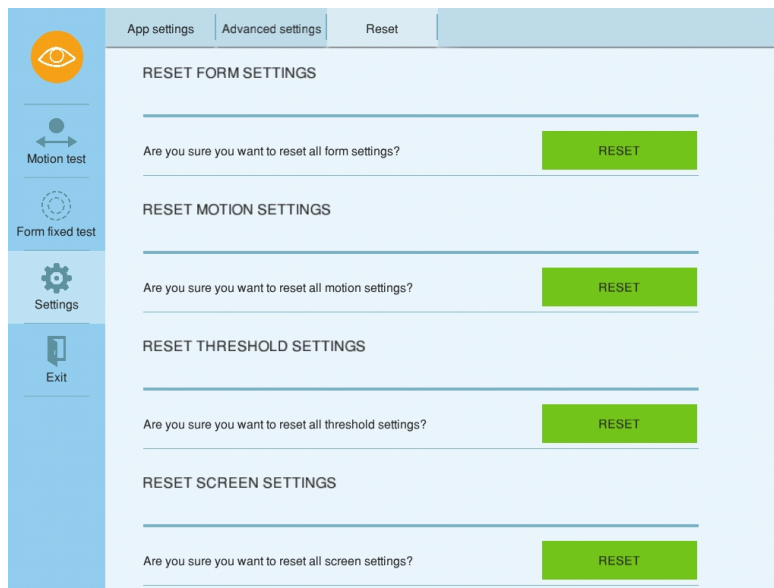 App settings
Advanced settings
Reset
Motion test
Form fixed test
Settings
Exit
RESET FORM SETTINGS
Are you sure you want to reset all form settings?
RESET
RESET MOTION SETTINGS
Are you sure you want to reset all motion settings?
RESET
RESET THRESHOLD SETTINGS
Are you sure you want to reset all threshold settings?
RESET
RESET SCREEN SETTINGS
Are you sure you want to reset all screen settings?
RESET